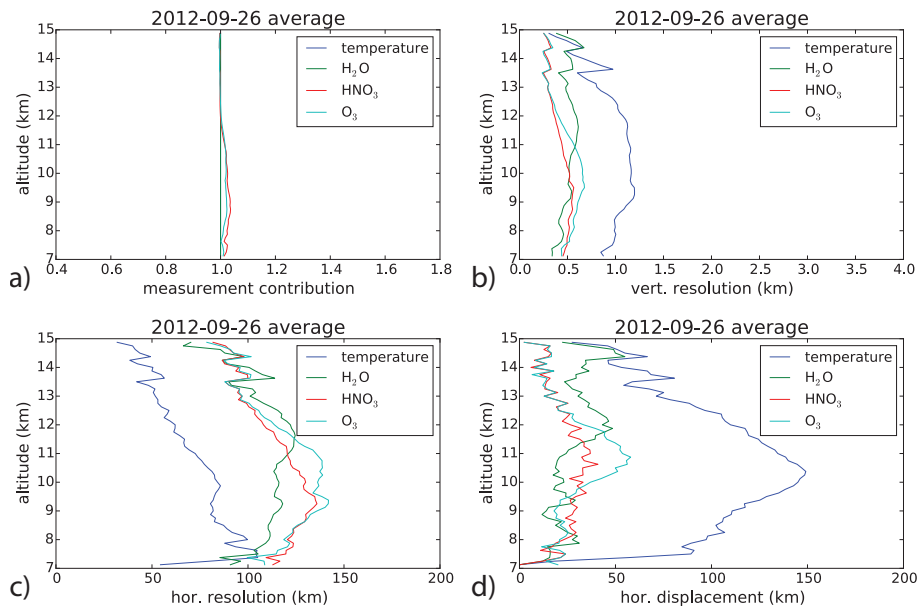 2012-09-26 average
15
14
13
12
11
10
9
8
7
altitude (km)
temperature
H₂O
HNO₃
O₃
0.4 0.6 0.8 1.0 1.2 1.4 1.6 1.8
measurement contribution
a)
2012-09-26 average
15
14
13
12
11
10
9
8
7
altitude (km)
temperature
H₂O
HNO₃
O₃
0.0 0.5 1.0 1.5 2.0 2.5 3.0 3.5 4.0
vert. resolution (km)
b)
2012-09-26 average
15
14
13
12
11
10
9
8
7
altitude (km)
temperature
H₂O
HNO₃
O₃
0 50 100 150 200
hor. resolution (km)
c)
2012-09-26 average
15
14
13
12
11
10
9
8
7
altitude (km)
temperature
H₂O
HNO₃
O₃
0 50 100 150 200
hor. displacement (km)
d)